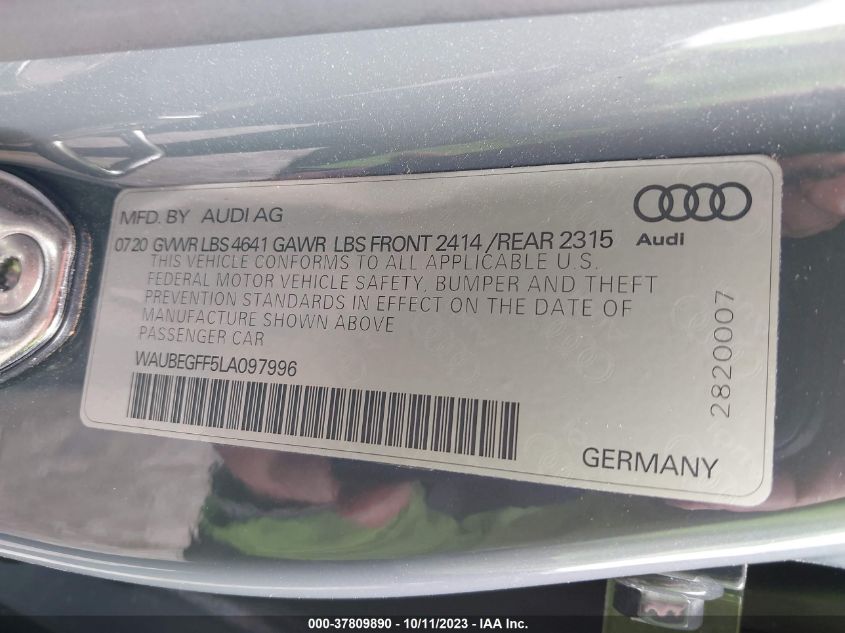 MFD. BY AUDI AG
Audi
07 20 GVWR LBS 4641 GAWR LBS FRONT 2414 /REAR 2315
THIS VEHICLE CONFORMS TO ALL APPLICABLE U.S.
FEDERAL MOTOR VEHICLE SAFETY, BUMPER AND THEFT
PREVENTION STANDARDS IN EFFECT ON THE DATE OF
MANUFACTURE SHOWN ABOVE
PASSENGER CAR
WAUBEGFF5LA097996
2820007
GERMANY
000-37809890 - 10/11/2023 - IAA Inc.